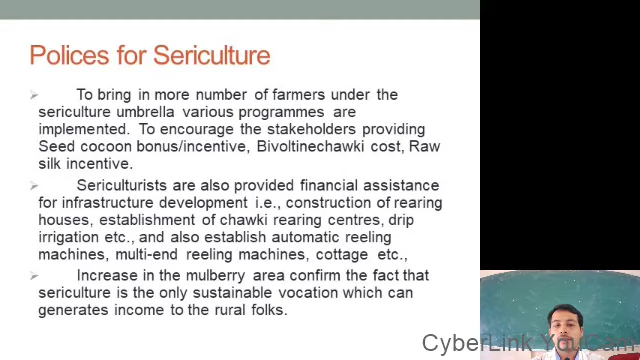 Polices for Sericulture
To bring in more number of farmers under the
sericulture umbrella various programmes are
implemented. To encourage the stakeholders providing
Seed cocoon bonus/incentive, Bivoltinechawki cost, Raw
silk incentive.
Sericulturists are also provided financial assistance
for infrastructure development i.e., construction of rearing
houses, establishment of chawki rearing centres, drip
irrigation etc., and also establish automatic reeling
machines, multi-end reeling machines, cottage etc.,
Increase in the mulberry area confirm the fact that
sericulture is the only sustainable vocation which can
generates income to the rural folks.
CyberLink YouCam